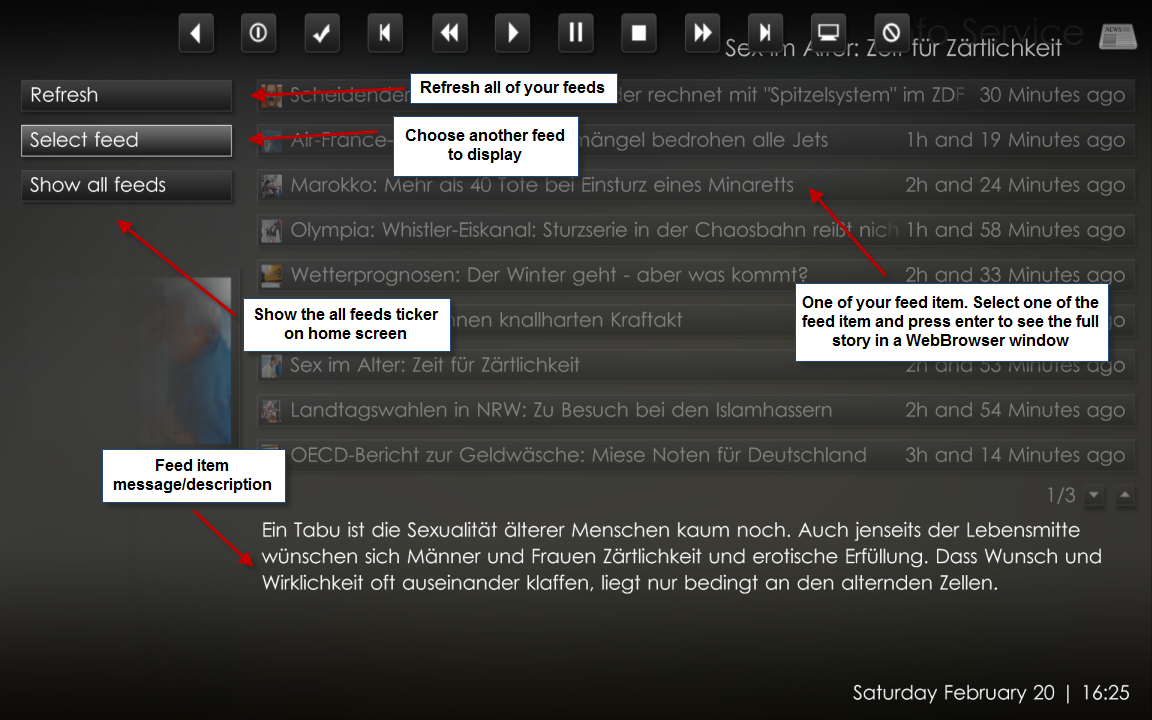 fo Service
Sex im Alter: Zeit für Zärtlichkeit
NEWS
Refresh
Select feed
Show all feeds
Refresh all of your feeds
Choose another feed
to display
Show the all feeds ticker
on home screen
One of your feed item. Select one of the
feed item and press enter to see the full
story in a WebBrowser window
Feed item
message/description
Scheidender der rechnet mit "Spitzelsystem" im ZDF 30 Minutes ago
Air-France- mängel bedrohen alle Jets 1h and 19 Minutes ago
Marokko: Mehr als 40 Tote bei Einsturz eines Minaretts 2h and 24 Minutes ago
Olympia: Whistler-Eiskanal: Sturzserie in der Chaosbahn reißt nich 1h and 58 Minutes ago
Wetterprognosen: Der Winter geht - aber was kommt? 2h and 33 Minutes ago
nnen knallharten Kraftakt go
Sex im Alter: Zeit für Zärtlichkeit 2h and 53 Minutes ago
Landtagswahlen in NRW: Zu Besuch bei den Islamhassern 2h and 54 Minutes ago
OECD-Bericht zur Geldwäsche: Miese Noten für Deutschland 3h and 14 Minutes ago
1/3
Ein Tabu ist die Sexualität älterer Menschen kaum noch. Auch jenseits der Lebensmitte
wünschen sich Männer und Frauen Zärtlichkeit und erotische Erfüllung. Dass Wunsch und
Wirklichkeit oft auseinander klaffen, liegt nur bedingt an den alternden Zellen.
Saturday February 20 | 16:25